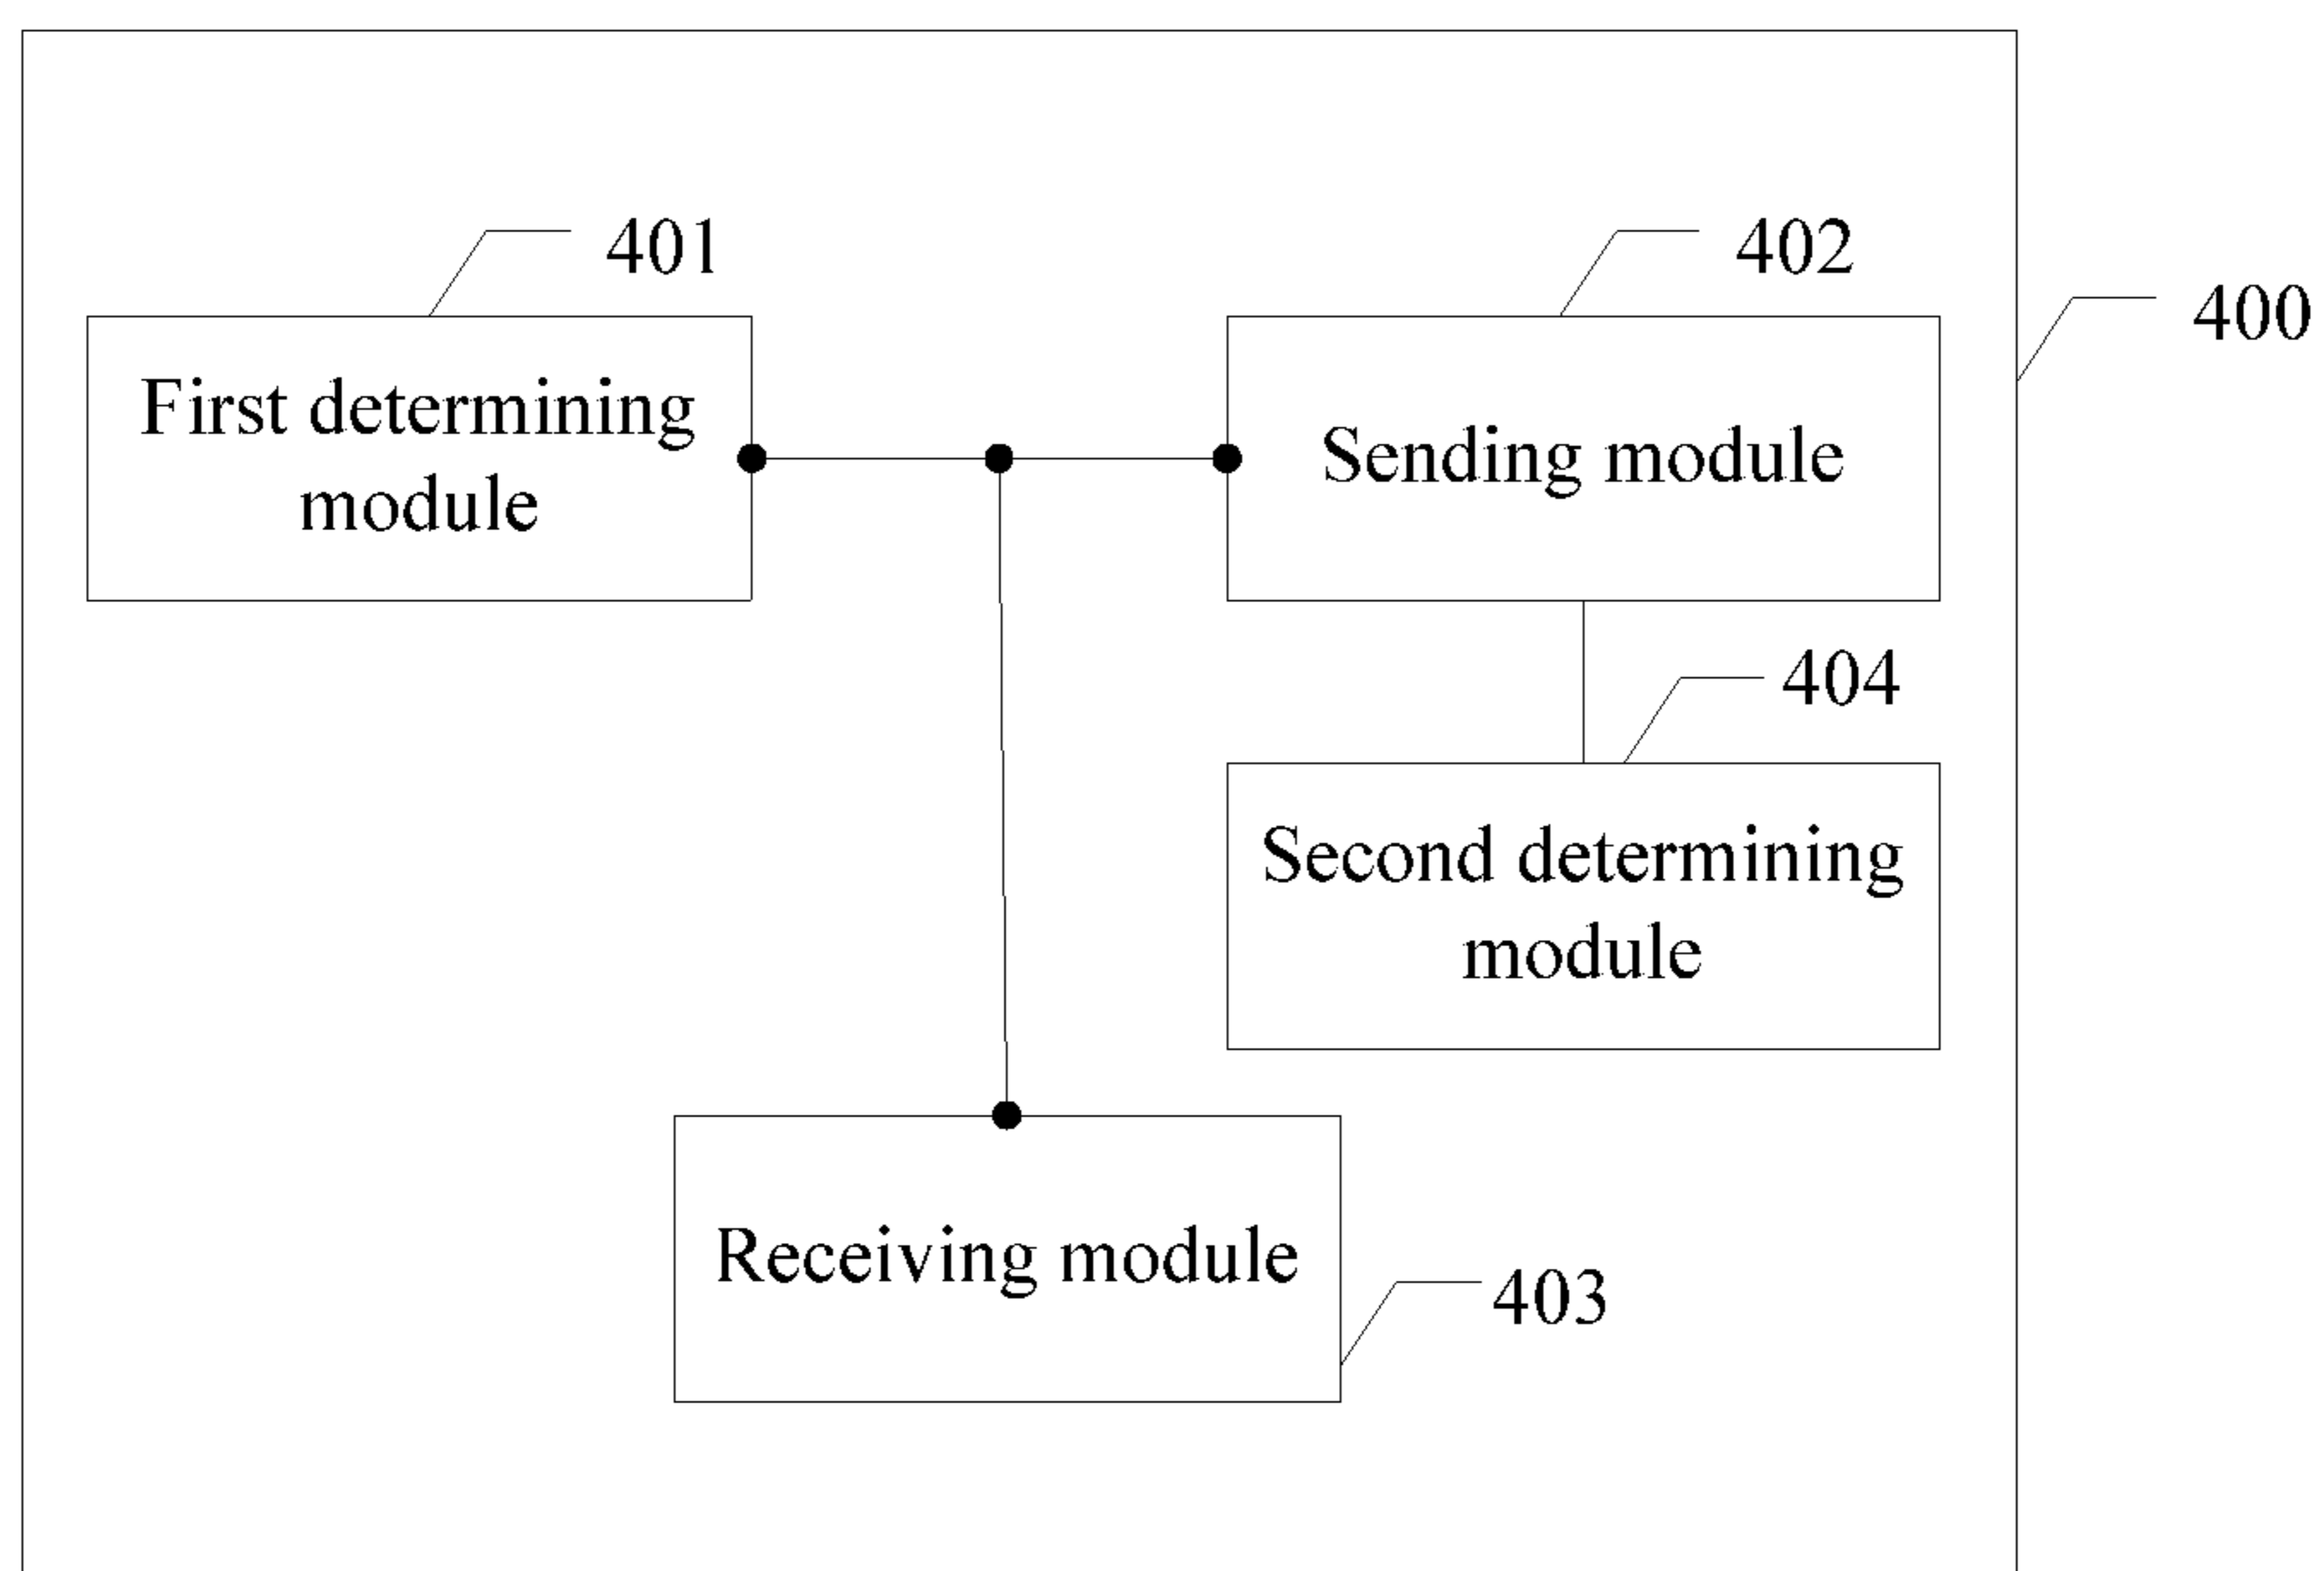 401
402
400
First determining
module
Sending module
404
Second determining
module
Receiving module
403